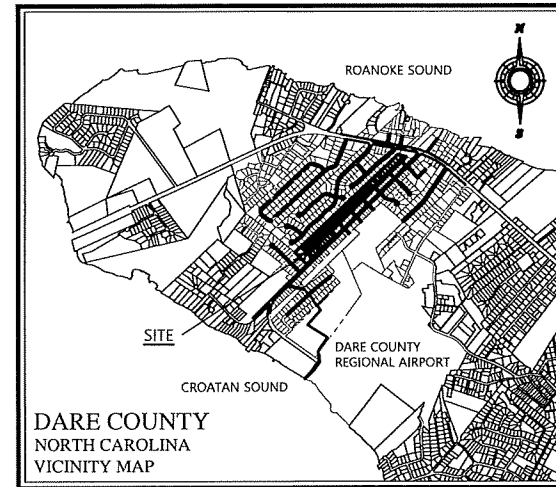 N
ROANOKE SOUND
S
SITE
DARE COUNTY
REGIONAL AIRPORT
CROATAN SOUND
DARE COUNTY
NORTH CAROLINA
VICINITY MAP